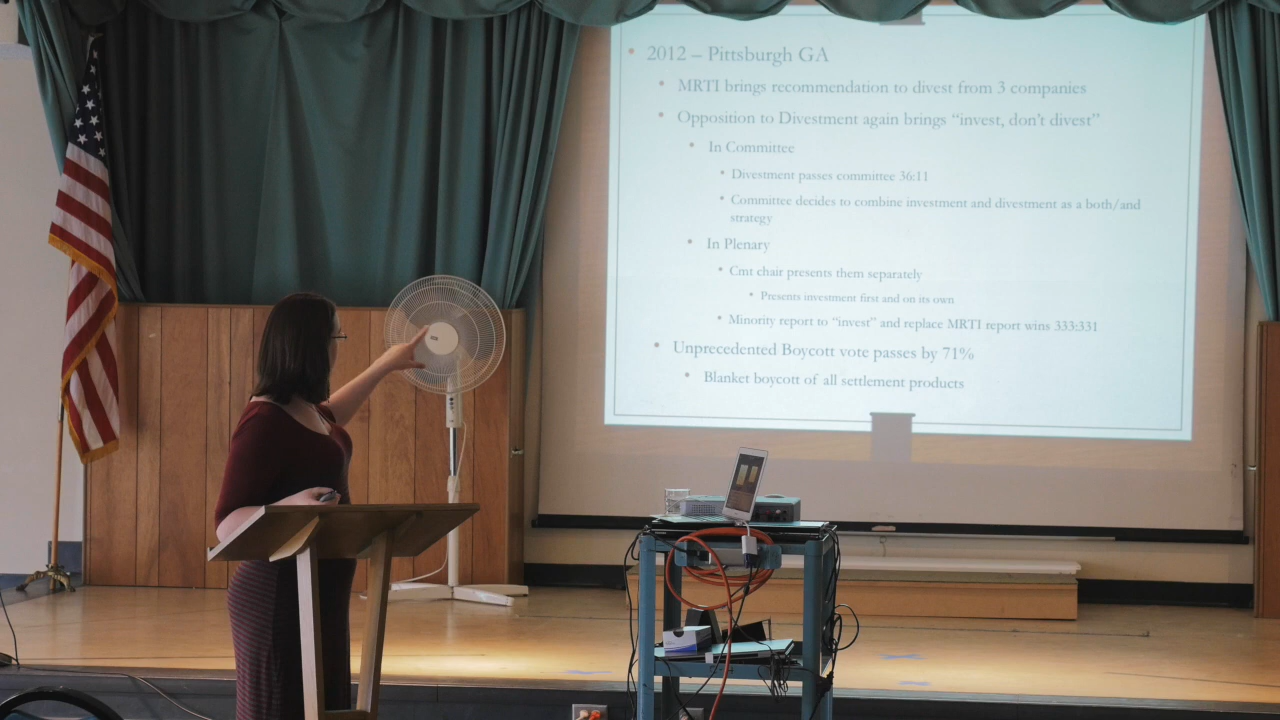 2012 – Pittsburgh GA
MRTI brings recommendation to divest from 3 companies
Opposition to Divestment again brings “invest, don’t divest”
In Committee
Divestment passes committee 36:11
Committee decides to combine investment and divestment as a both/and
strategy
In Plenary
Cmt chair presents them separately
Presents investment first and on its own
Minority report to “invest” and replace MRTI report wins 333:331
Unprecedented Boycott vote passes by 71%
Blanket boycott of all settlement products